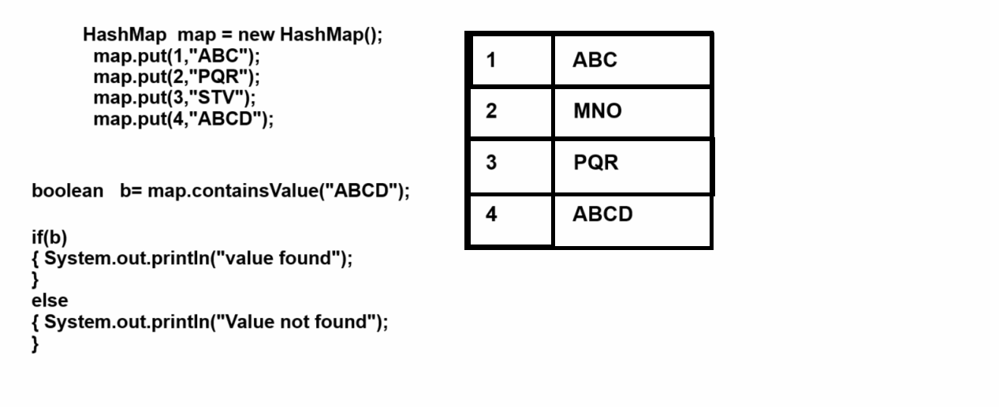 HashMap  map = new HashMap();
map.put(1,"ABC");
map.put(2,"PQR");
map.put(3,"STV");
map.put(4,"ABCD");
boolean   b= map.containsValue("ABCD");
if(b)
{ System.out.println("value found");
}
else
{ System.out.println("Value not found");
}
1 ABC
2 MNO
3 PQR
4 ABCD